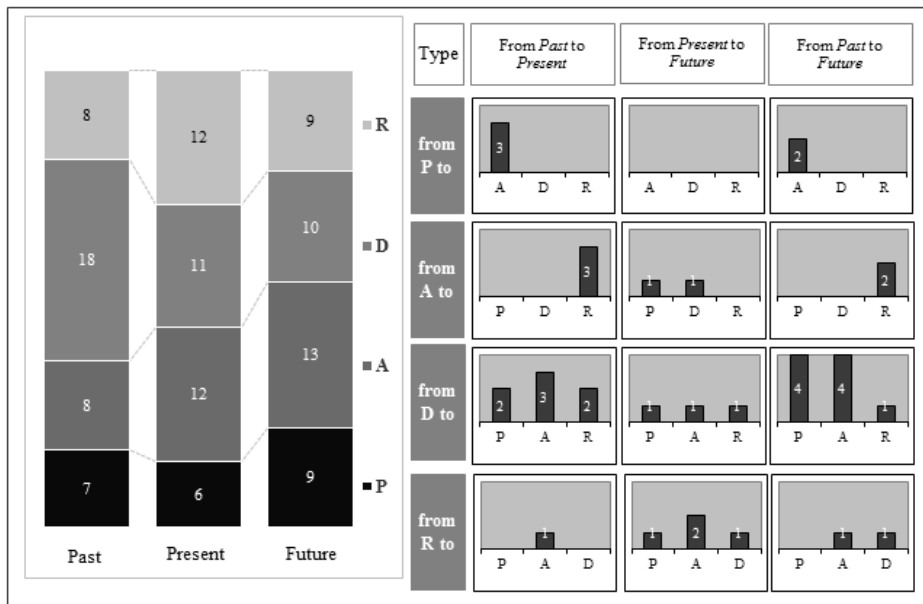 8
18
8
7
12
11
12
6
9
10
13
9
R
D
A
P
Past Present Future
Type
From Past to
Present
From Present to
Future
From Past to
Future
from
P to
3
A D R
A D R
2
A D R
from
A to
3
P D R
1 1
P D R
2
P D R
from
D to
2 3 2
P A R
1 1 1
P A R
4 4 1
P A R
from
R to
1
P A D
1 2 1
P A D
1 1
P A D